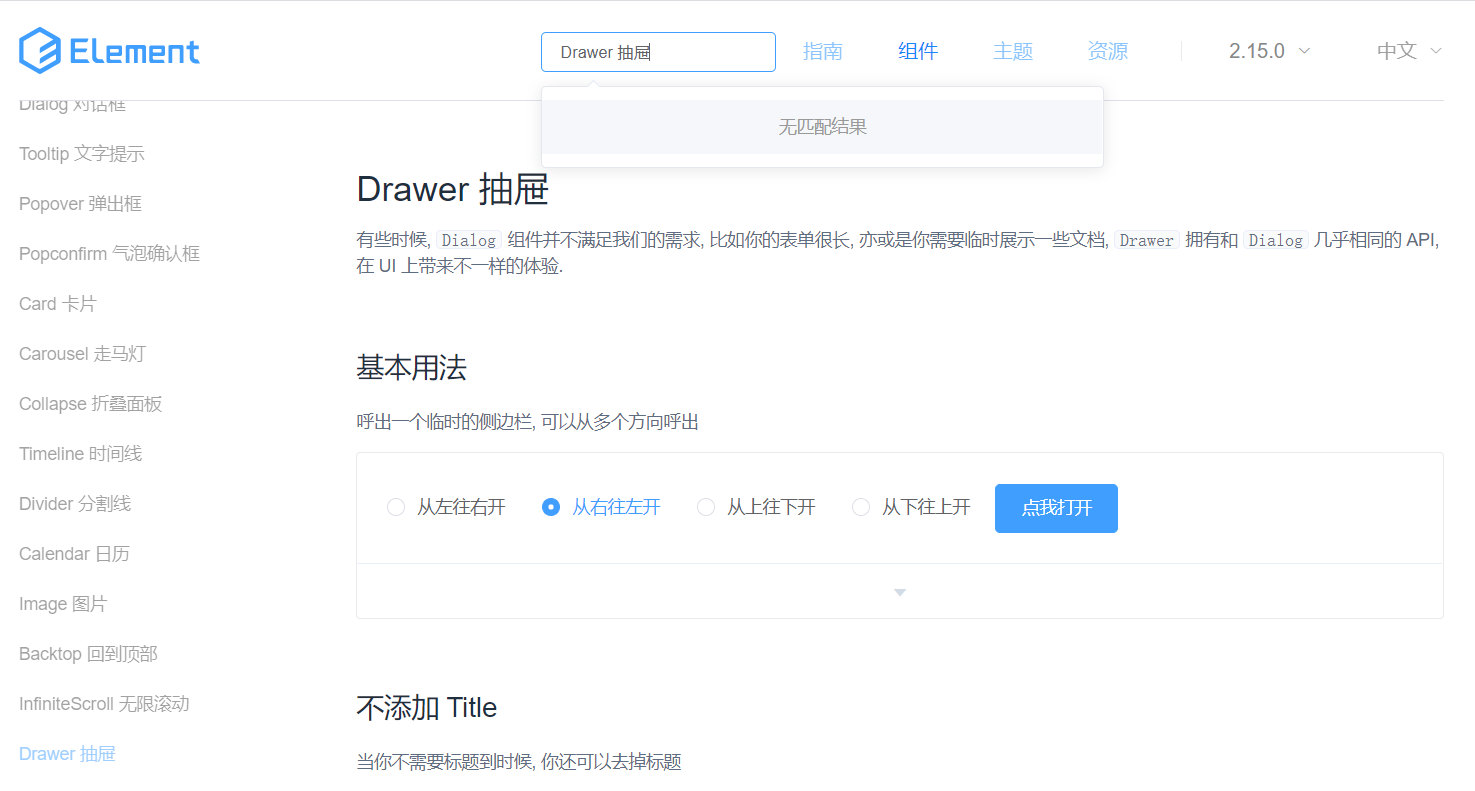 Element
Drawer 抽屉
指南
组件
主题
资源
2.15.0
中文
无匹配结果
Dialog 对话框
Tooltip 文字提示
Popover 弹出框
Popconfirm 气泡确认框
Card 卡片
Carousel 走马灯
Collapse 折叠面板
Timeline 时间线
Divider 分割线
Calendar 日历
Image 图片
Backtop 回到顶部
InfiniteScroll 无限滚动
Drawer 抽屉
Drawer 抽屉
有些时候, Dialog 组件并不满足我们的需求, 比如你的表单很长, 亦或是你需要临时展示一些文档, Drawer 拥有和 Dialog 几乎相同的 API,
在 UI 上带来不一样的体验.
基本用法
呼出一个临时的侧边栏, 可以从多个方向呼出
从左往右开
从右往左开
从上往下开
从下往上开
点我打开
不添加 Title
当你不需要标题到时候, 你还可以去掉标题